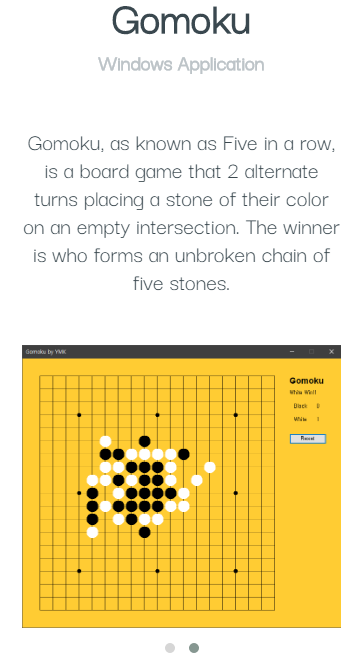 Gomoku
Windows Application
Gomoku, as known as Five in a row,
is a board game that 2 alternate
turns placing a stone of their color
on an empty intersection. The winner
is who forms an unbroken chain of
five stones.
Gomoku by YMK
Gomoku
White Win!!
Black 0
White 1
Reset